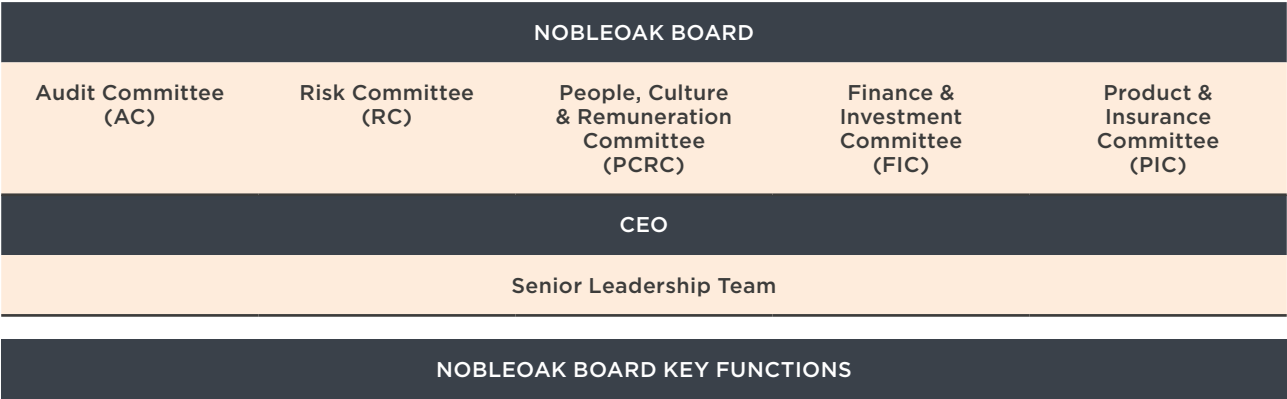 NOBLEOAK BOARD
Audit Committee
(AC)
Risk Committee
(RC)
People, Culture
& Remuneration
Committee
(PCRC)
Finance &
Investment
Committee
(FIC)
Product &
Insurance
Committee
(PIC)
CEO
Senior Leadership Team
NOBLEOAK BOARD KEY FUNCTIONS